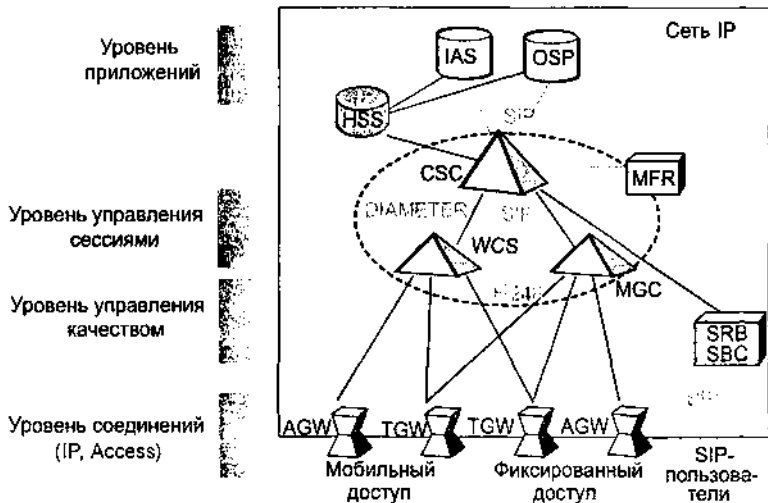 Уровень
приложений
Сеть IP
IAS
OSP
HSS
SIP
CSC
MFR
Уровень управления
сессиями
DIAMETER
SIP
WCS
MGC
Уровень управления
качеством
SRB
SBC
Уровень соединений
(IP, Access)
AGW
TGW
TGW
AGW
Мобильный
доступ
Фиксированный
доступ
SIP-
пользова-
тели